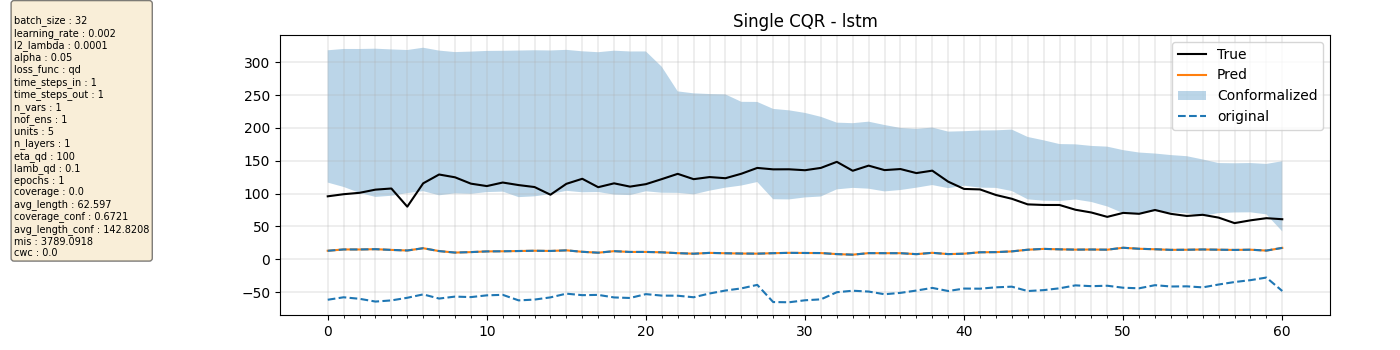 batch_size : 32
learning_rate : 0.002
l2_lambda : 0.0001
alpha : 0.05
loss_func : qd
time_steps_in : 1
time_steps_out : 1
n_vars : 1
nof_ens : 1
units : 5
n_layers : 1
eta_qd : 100
lamb_qd : 0.1
epochs : 1
coverage : 0.0
avg_length : 62.597
coverage_conf : 0.6721
avg_length_conf : 142.8208
mis : 3789.0918
cwc : 0.0
Single CQR - lstm
300
250
200
150
100
50
0
−50
0 10 20 30 40 50 60
True
Pred
Conformalized
original